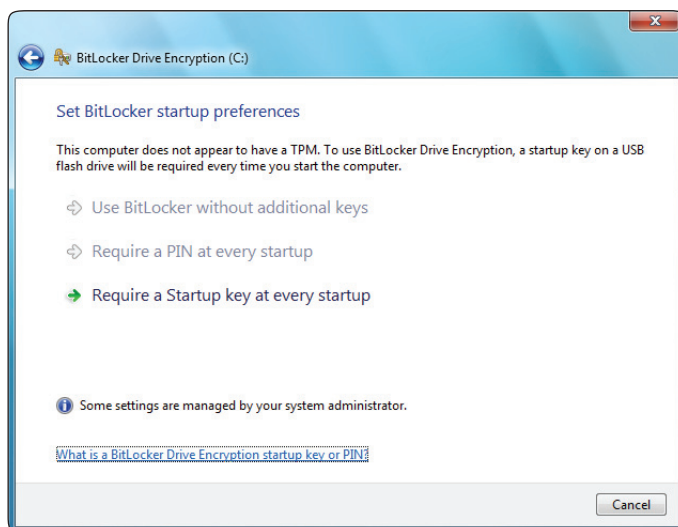 BitLocker Drive Encryption (C:)
Set BitLocker startup preferences
This computer does not appear to have a TPM. To use BitLocker Drive Encryption, a startup key on a USB
flash drive will be required every time you start the computer.
Use BitLocker without additional keys
Require a PIN at every startup
Require a Startup key at every startup
Some settings are managed by your system administrator.
What is a BitLocker Drive Encryption startup key or PIN?
Cancel